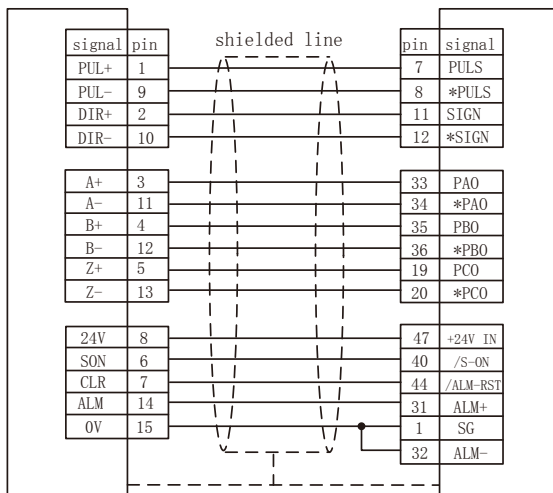 shielded line
signal pin pin signal
PUL+ 1 7 PULS
PUL- 9 8 *PULS
DIR+ 2 11 SIGN
DIR- 10 12 *SIGN
A+ 3 33 PAO
A- 11 34 *PAO
B+ 4 35 PBO
B- 12 36 *PBO
Z+ 5 19 PCO
Z- 13 20 *PCO
24V 8 47 +24V IN
SON 6 40 /S-ON
CLR 7 44 /ALM-RST
ALM 14 31 ALM+
0V 15 1 SG
32 ALM-